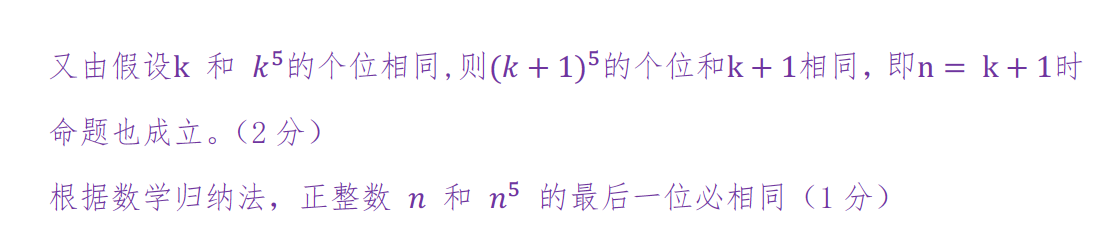 又由假设k 和 k⁵的个位相同,则(k + 1)⁵的个位和k + 1相同，即n = k + 1时
命题也成立。（2 分）
根据数学归纳法，正整数 n 和 n⁵ 的最后一位必相同（1 分）